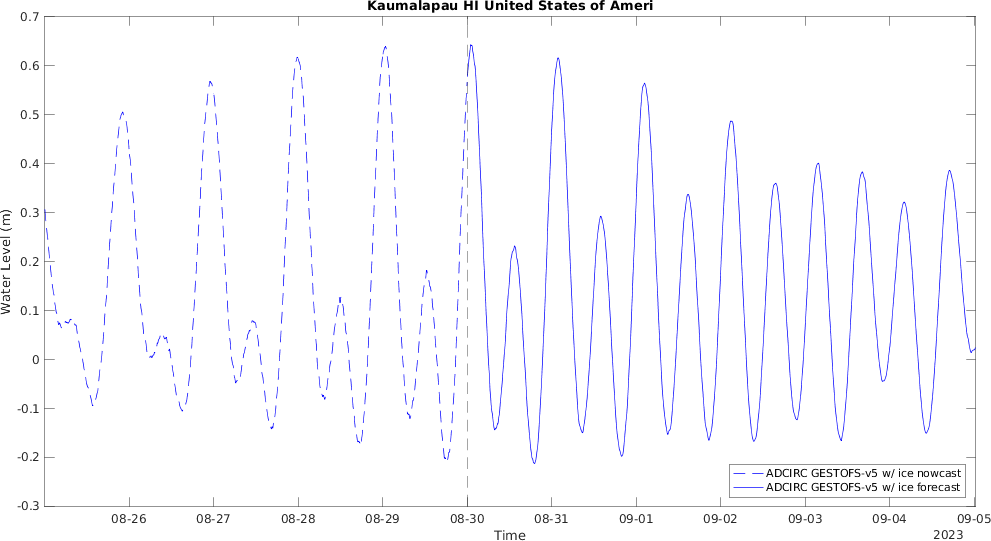 Kaumalapau HI United States of Ameri
0.7
0.6
0.5
0.4
0.3
0.2
0.1
0
-0.1
-0.2
-0.3
Water Level (m)
ADCIRC GESTOFS-v5 w/ ice nowcast
ADCIRC GESTOFS-v5 w/ ice forecast
08-26 08-27 08-28 08-29 08-30 08-31 09-01 09-02 09-03 09-04 09-05
Time
2023